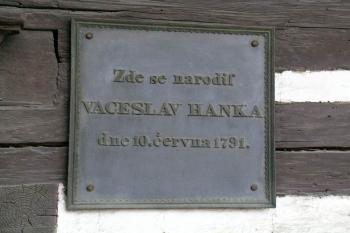 Zde se narodil
VACESLAV HANKA
dne 10. června 1791.